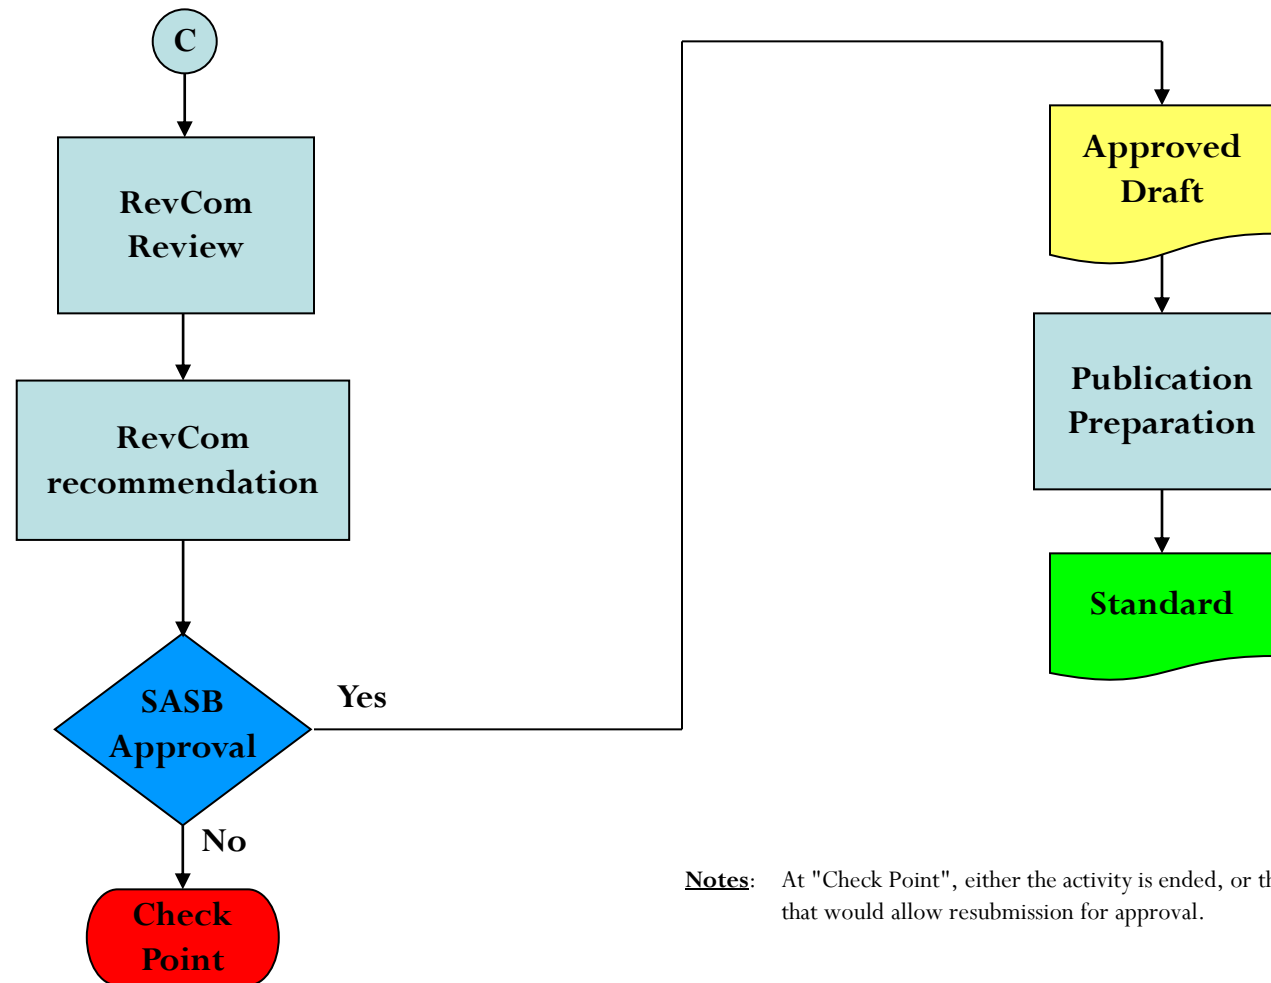 C
RevCom
Review
RevCom
recommendation
SASB
Approval
Yes
No
Check
Point
Approved
Draft
Publication
Preparation
Standard
Notes: At "Check Point", either the activity is ended, or
that would allow resubmission for approval.